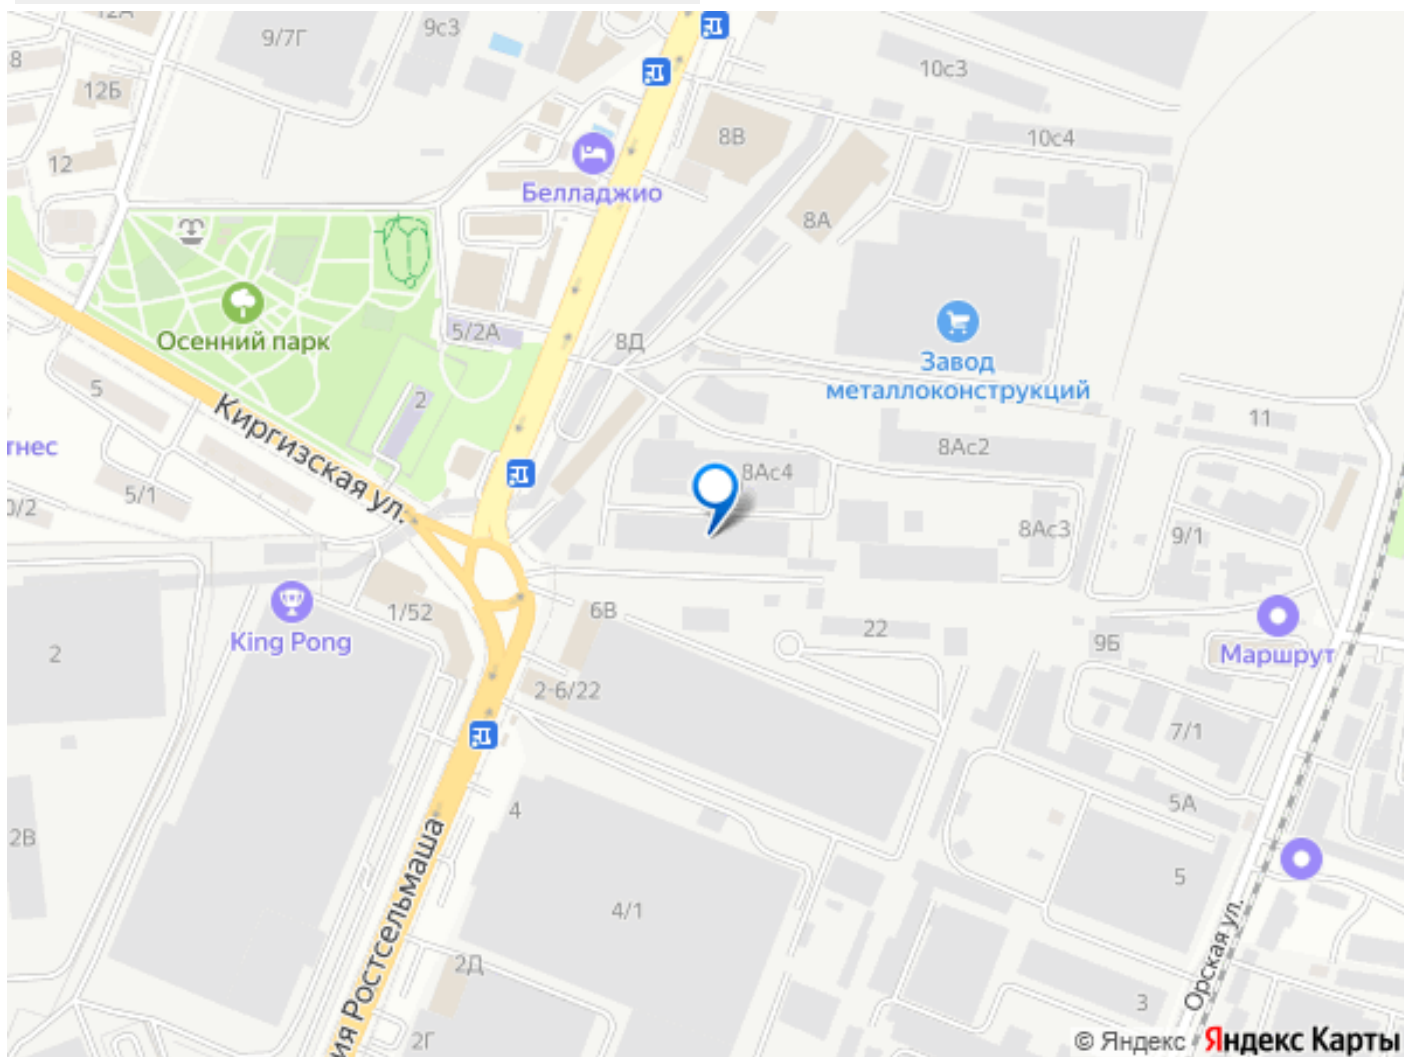 12А
9/7Г
9с3
8
12Б
10с3
8В
10с4
12
Белладжио
8А
Осенний парк
5/2А
8Д
Завод
металлоконструкций
5
2
Киргизская ул.
11
тнес
8Ас2
8Ас4
5/1
0/2
8Ас3
9/1
1/52
6В
22
King Pong
9Б
Маршрут
2
2-6/22
7/1
4
5А
2В
5
4/1
ия Ростсельмаша
Орская ул.
2Д
3
2Г
© Яндекс Яндекс Карты